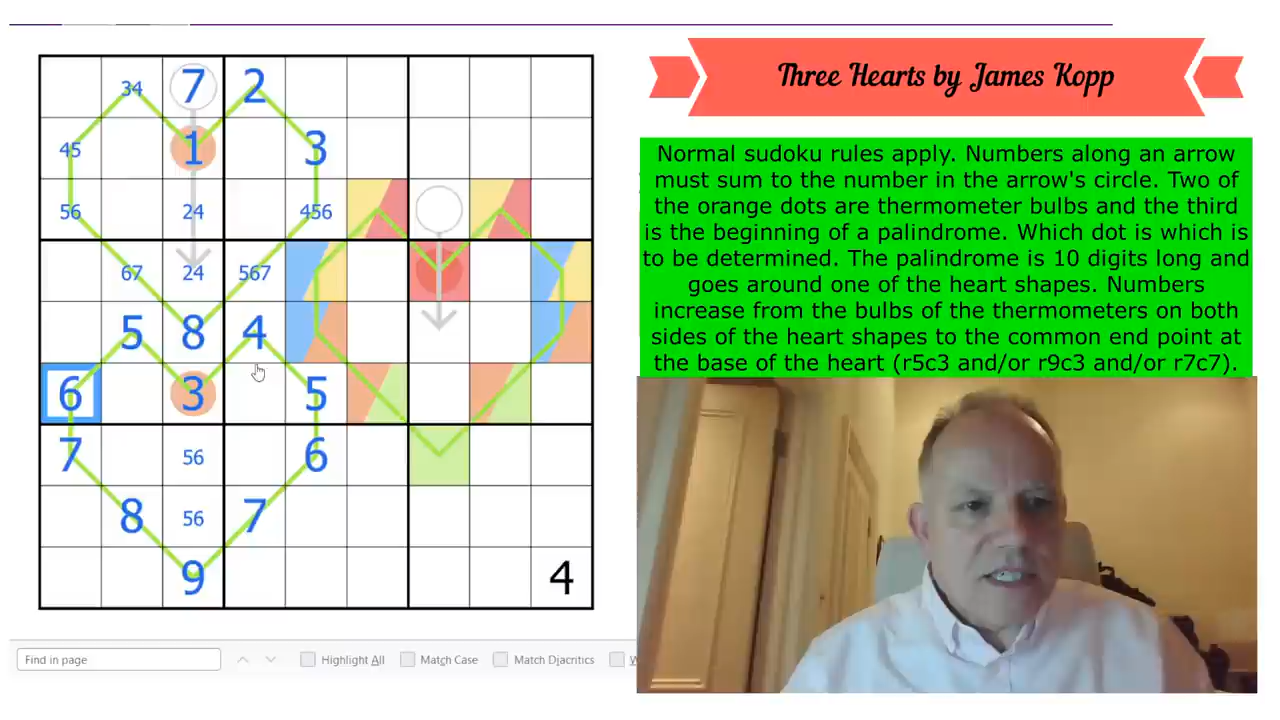 Three Hearts by James Kopp
Normal sudoku rules apply. Numbers along an arrow
must sum to the number in the arrow's circle. Two of
the orange dots are thermometer bulbs and the third
is the beginning of a palindrome. Which dot is which is
to be determined. The palindrome is 10 digits long and
goes around one of the heart shapes. Numbers
increase from the bulbs of the thermometers on both
sides of the heart shapes to the common end point at
the base of the heart (r5c3 and/or r9c3 and/or r7c7).
34 7 2
45 1 3
56 24 456
67 24 567
5 8 4
6 3 5
7 56 6
8 56 7
9 4
Find in page Highlight All Match Case Match Diacritics